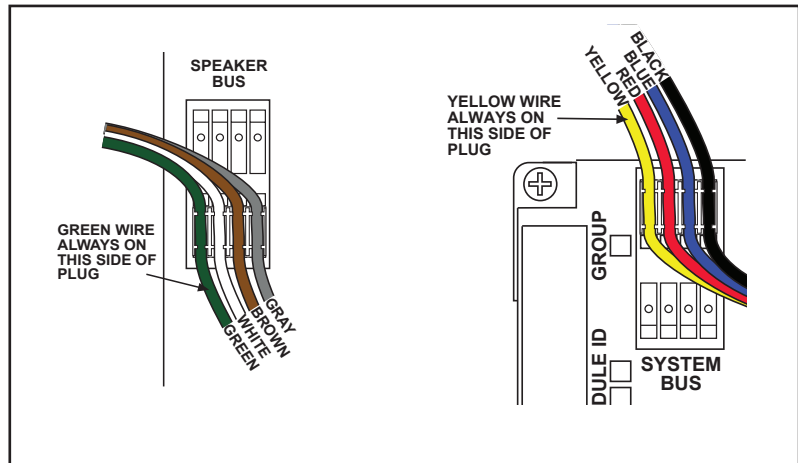 SPEAKER
BUS
GREEN WIRE
ALWAYS ON
THIS SIDE OF
PLUG
GREEN
WHITE
BROWN
GRAY
YELLOW WIRE
ALWAYS ON
THIS SIDE OF
PLUG
YELLOW
RED
BLUE
BLACK
GROUP
DULE ID
SYSTEM
BUS